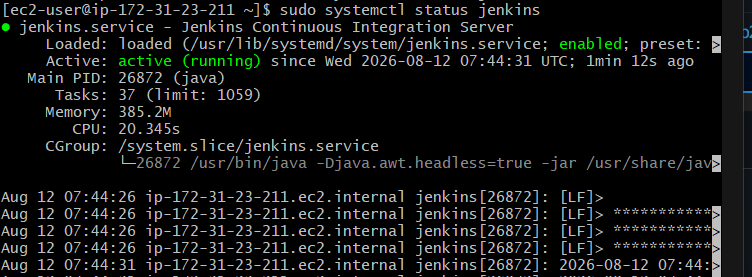 [ec2-user@ip-172-31-23-211 ~]$ sudo systemctl status jenkins
● jenkins.service - Jenkins Continuous Integration Server
     Loaded: loaded (/usr/lib/systemd/system/jenkins.service; enabled; preset: >
     Active: active (running) since Wed 2026-08-12 07:44:31 UTC; 1min 12s ago
   Main PID: 26872 (java)
      Tasks: 37 (limit: 1059)
     Memory: 385.2M
        CPU: 20.345s
     CGroup: /system.slice/jenkins.service
             └─26872 /usr/bin/java -Djava.awt.headless=true -jar /usr/share/jav>
Aug 12 07:44:26 ip-172-31-23-211.ec2.internal jenkins[26872]: [LF]>
Aug 12 07:44:26 ip-172-31-23-211.ec2.internal jenkins[26872]: [LF]> ***********>
Aug 12 07:44:26 ip-172-31-23-211.ec2.internal jenkins[26872]: [LF]> ***********>
Aug 12 07:44:26 ip-172-31-23-211.ec2.internal jenkins[26872]: [LF]> ***********>
Aug 12 07:44:31 ip-172-31-23-211.ec2.internal jenkins[26872]: 2026-08-12 07:44:>